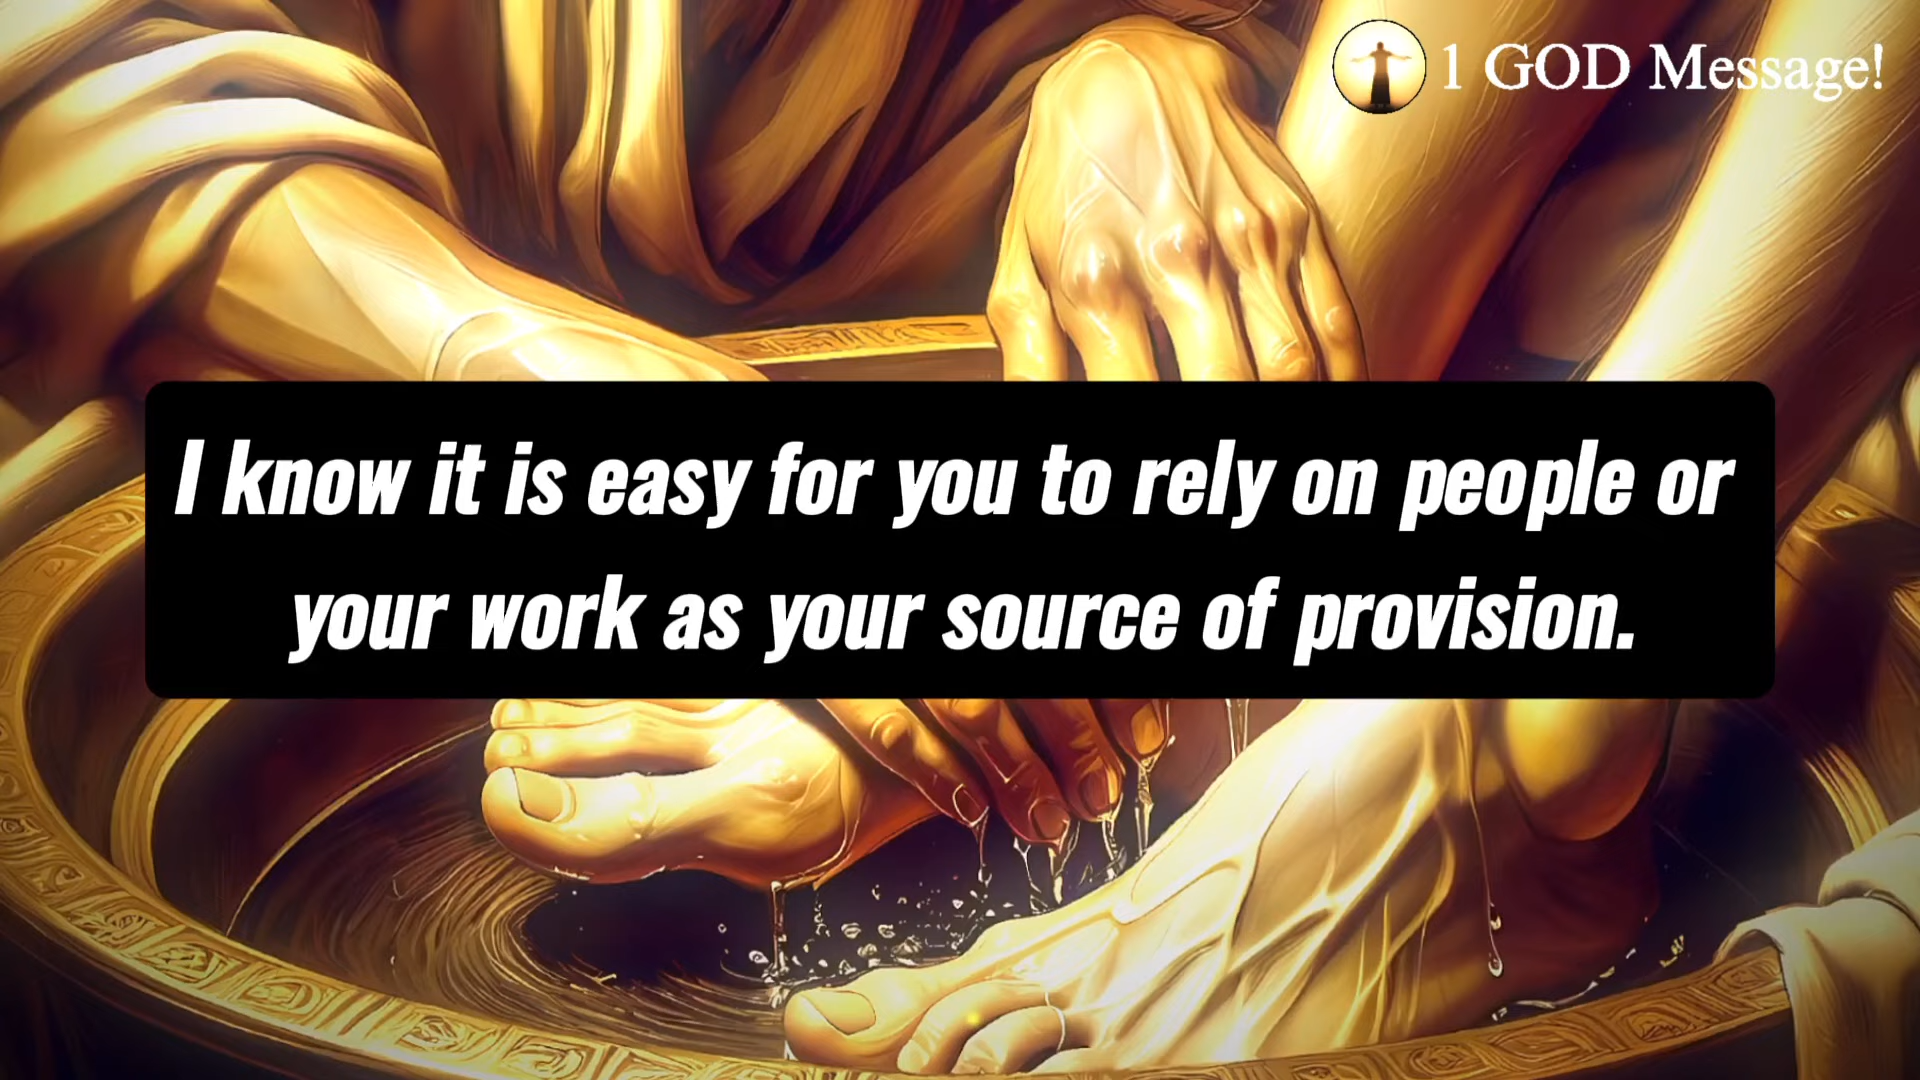 1 GOD Message!
I know it is easy for you to rely on people or
your work as your source of provision.